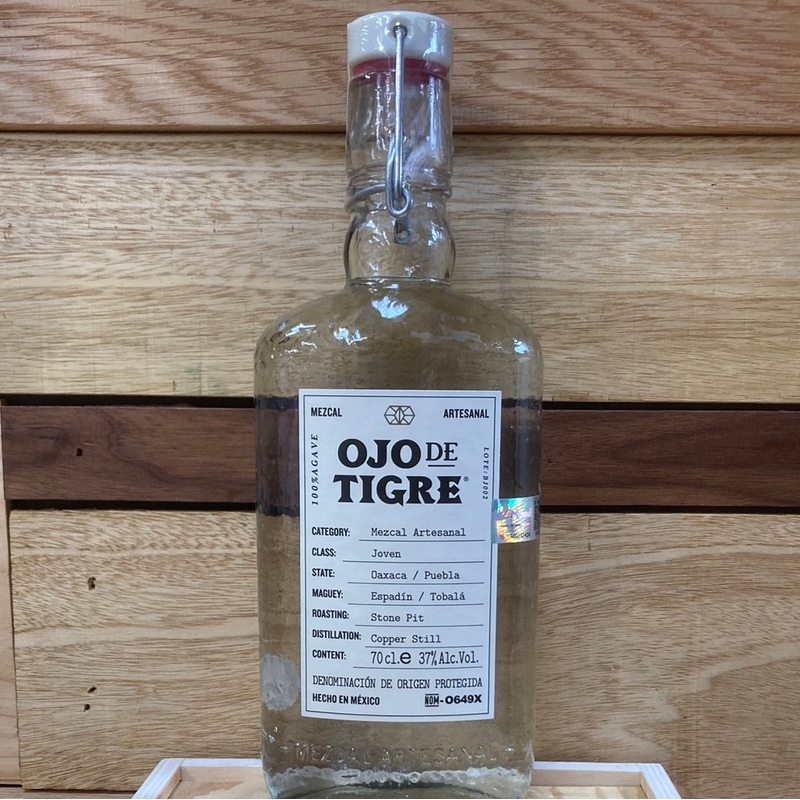 MEZCAL ARTESANAL
100% AGAVE
OJO DE
TIGRE®
LOTE: BJ002
CATEGORY: Mezcal Artesanal
CLASS: Joven
STATE: Oaxaca / Puebla
MAGUEY: Espadín / Tobalá
ROASTING: Stone Pit
DISTILLATION: Copper Still
CONTENT: 70 cl.e 37% Alc.Vol.
DENOMINACIÓN DE ORIGEN PROTEGIDA
HECHO EN MÉXICO NOM-O649X
MEZCAL ARTESANAL